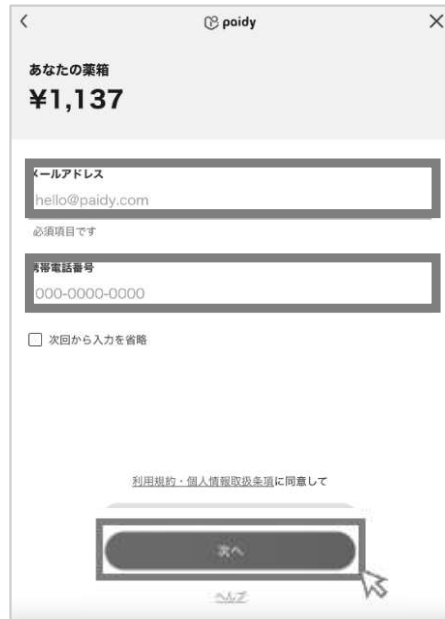 paidy
あなたの薬箱
¥1,137
メールアドレス
hello@paidy.com
必須項目です
携帯電話番号
000-0000-0000
次回から入力を省略
利用規約・個人情報取扱条項に同意して
次へ
ヘルプ